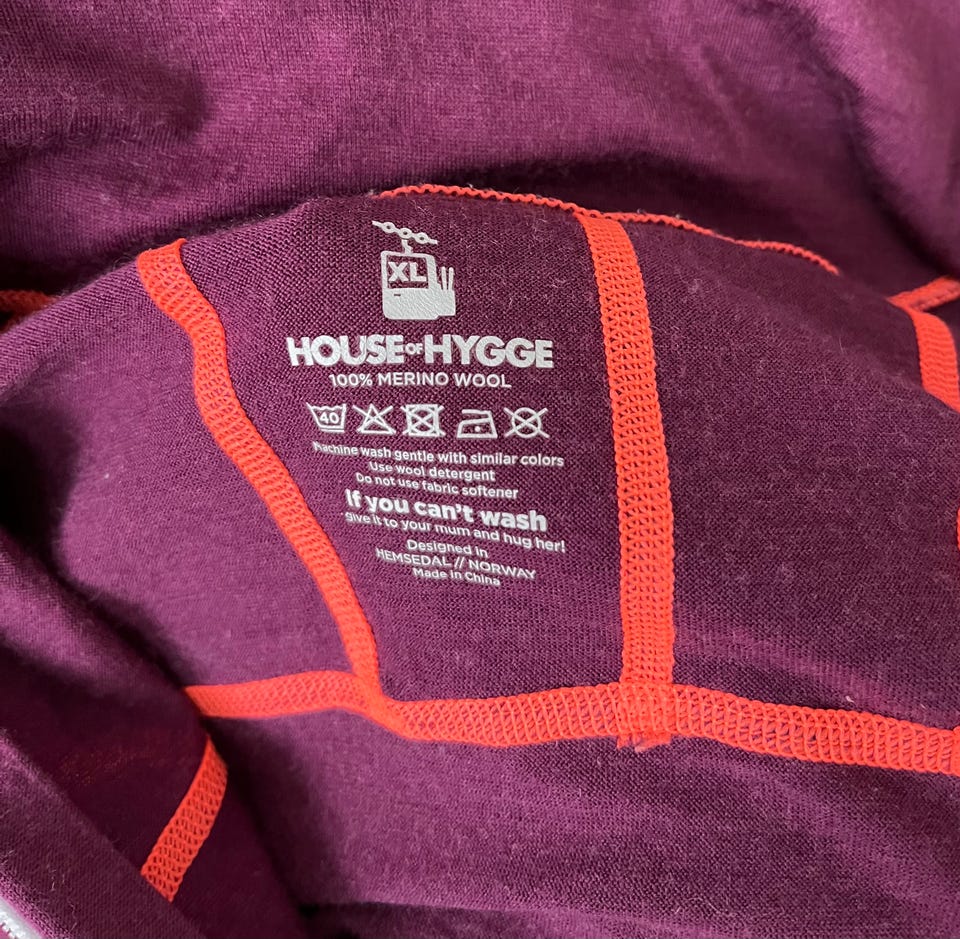 XL
HOUSE OF HYGGE
100% MERINO WOOL
40
Machine wash gentle with similar colors
Use wool detergent
Do not use fabric softener
If you can't wash
give it to your mum and hug her!
Designed in
HEMSEDAL // NORWAY
Made in China